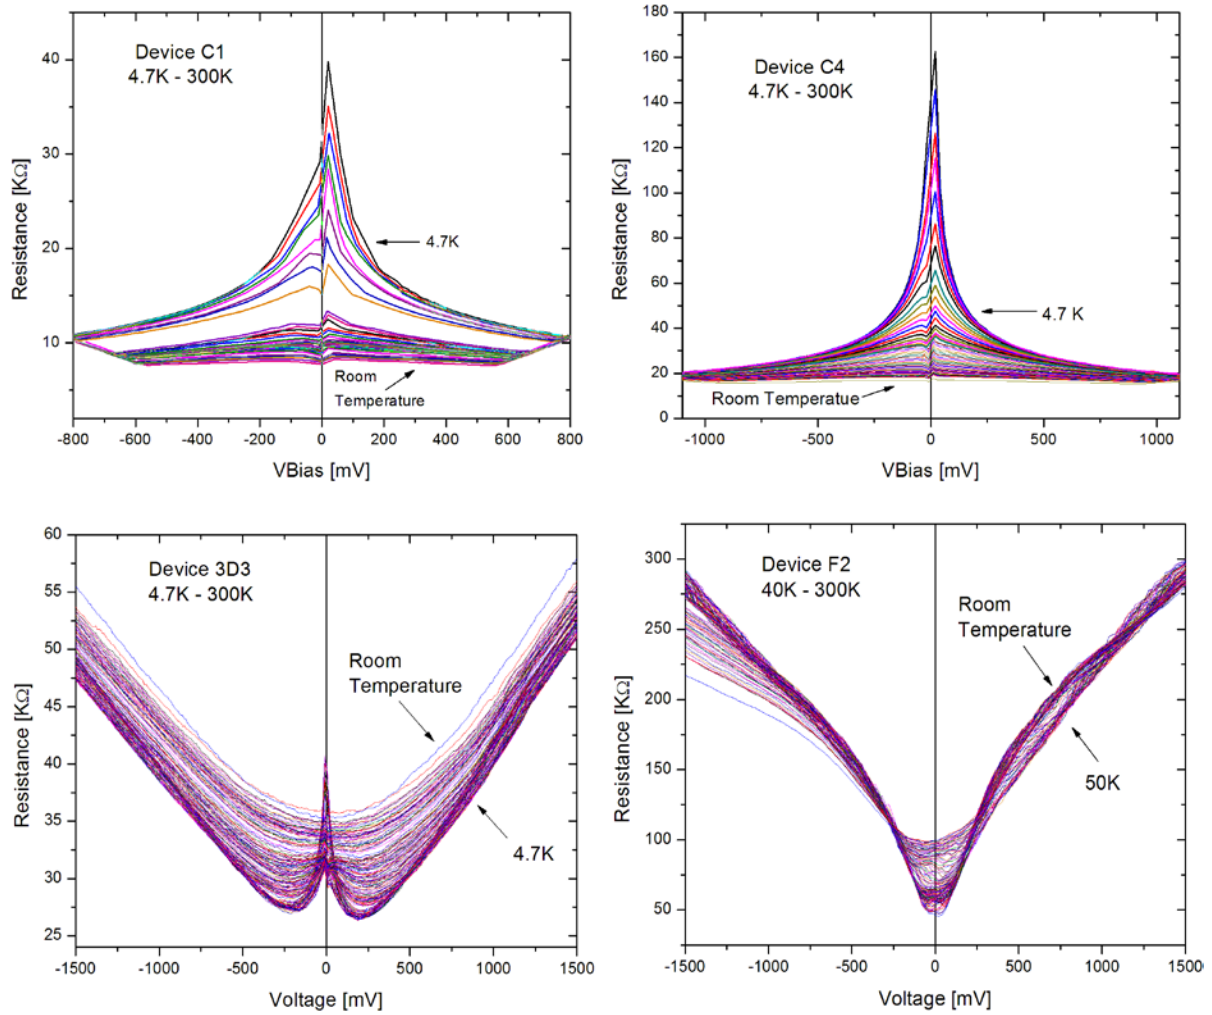 Device C1
4.7K - 300K
40
30
20
10
Resistance [KΩ]
4.7K
Room
Temperature
-800 -600 -400 -200 0 200 400 600 800
VBias [mV]
Device C4
4.7K - 300K
180
160
140
120
100
80
60
40
20
0
Resistance [KΩ]
4.7 K
Room Temperatue
-1000 -500 0 500 1000
VBias [mV]
Device 3D3
4.7K - 300K
60
55
50
45
40
35
30
25
Resistance [KΩ]
Room
Temperature
4.7K
-1500 -1000 -500 0 500 1000 1500
Voltage [mV]
Device F2
40K - 300K
300
250
200
150
100
50
Resistance [KΩ]
Room
Temperature
50K
-1500 -1000 -500 0 500 1000 1500
Voltage [mV]